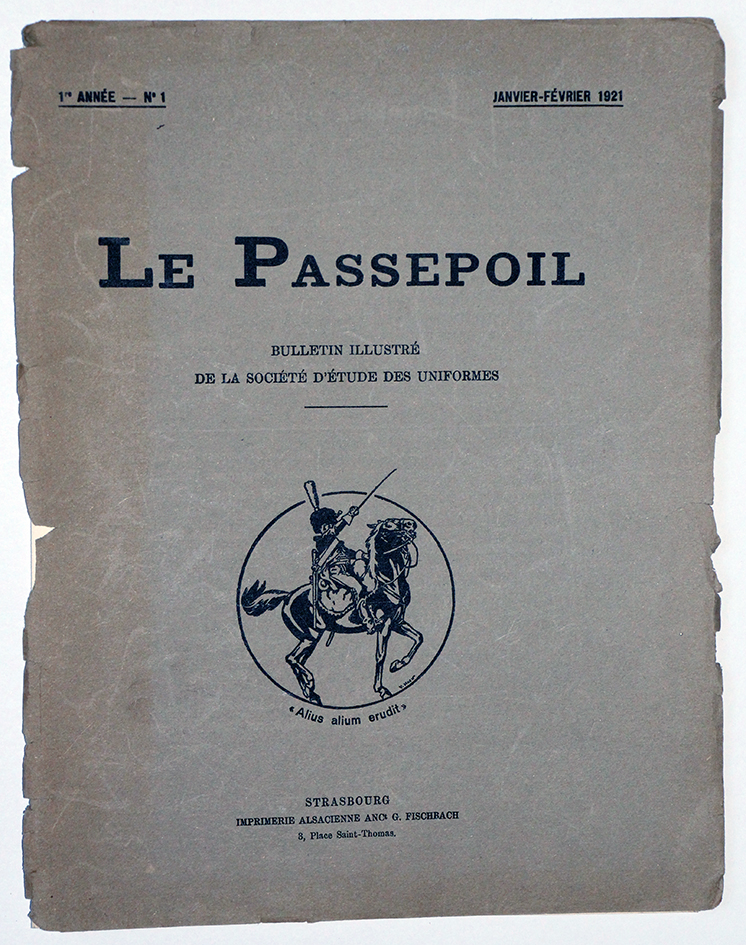 1re ANNÉE — No 1
JANVIER-FÉVRIER 1921
LE PASSEPOIL
BULLETIN ILLUSTRÉ
DE LA SOCIÉTÉ D'ÉTUDE DES UNIFORMES
« Alius alium erudit »
STRASBOURG
IMPRIMERIE ALSACIENNE ANCt G. FISCHBACH
3, Place Saint-Thomas.